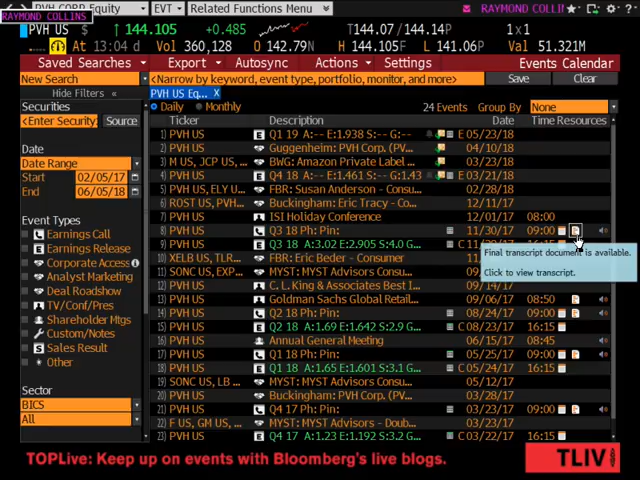 PVH CORP Equity EVT Related Functions Menu
RAYMOND COLLINS RAYMOND COLLI
PVH US ↑ 144.105 +0.485 T144.07 / 144.14P 1 x 1
At 13:04 d Vol 360,128 O 142.79N H 144.105F L 141.06P Val 51.321M
Saved Searches Export Autosync Actions Settings Events Calendar
New Search <Narrow by keyword, event type, portfolio, monitor, and more> Save Clear
Hide Filters « PVH US Eq... X
Securities Daily Monthly 24 Events Group By None
<Enter Security> Source Ticker Description Date Time Resources
1) PVH US Q1 19 A:-- E:1.938 S:-- G:-- E 05/23/18
2) PVH US Guggenheim: PVH Corp. (PV... 04/10/18
Date 3) M US, JCP US, ... BWG: Amazon Private Label ...
Date Range 4) PVH US Q4 18 A:-- E:1.461 S:-- G:1.43 E 03/21/18
Start 02/05/17 5) PVH US, ELY U... FBR: Susan Anderson - Consu... 02/28/18
End 06/05/18 6) ROST US, PVH... Buckingham: Eric Tracy - Co... 12/11/17
7) PVH US ISI Holiday Conference 12/01/17 08:00
Event Types 8) PVH US Q3 18 Ph: Pin: 11/30/17 09:00
Earnings Call 9) PVH US Q3 18 A:3.02 E:2.905 S:4.0 G... C 11/29/17 16:15
Earnings Release 10) XELB US, TLR... FBR: Eric Beder - Consumer
Final transcript document is available.
Click to view transcript.
Corporate Access 11) SONC US, EXP... MYST: MYST Advisors Consu...
Analyst Marketing 12) PVH US C. L. King & Associates Best I...
Deal Roadshow 13) PVH US Goldman Sachs Global Retail... 09/06/17 08:50
TV/Conf/Pres 14) PVH US Q2 18 Ph: Pin: 08/24/17 09:00
Shareholder Mtgs 15) PVH US Q2 18 A:1.69 E:1.642 S:2.9 G... C 08/23/17 16:15
Custom/Notes 16) PVH US Annual General Meeting 06/15/17 08:45
Sales Result 17) PVH US Q1 18 Ph: Pin: 05/25/17 09:00
Other 18) PVH US Q1 18 A:1.65 E:1.601 S:3.1 G... C 05/24/17 16:15
19) SONC US, LO ... MYST: MYST Advisors Consu... 05/12/17
Sector 20) PVH US Buckingham: PVH Corp. (PV... 03/28/17
BICS 21) PVH US Q4 17 Ph: Pin: 03/23/17 09:00
All 22) F US, GM US, ... MYST: MYST Advisors - Doub... 03/23/17
23) PVH US Q4 17 A:1.23 E:1.192 S:3.2 G... C 03/22/17 16:15
TOPLive: Keep up on events with Bloomberg's live blogs. TLIV